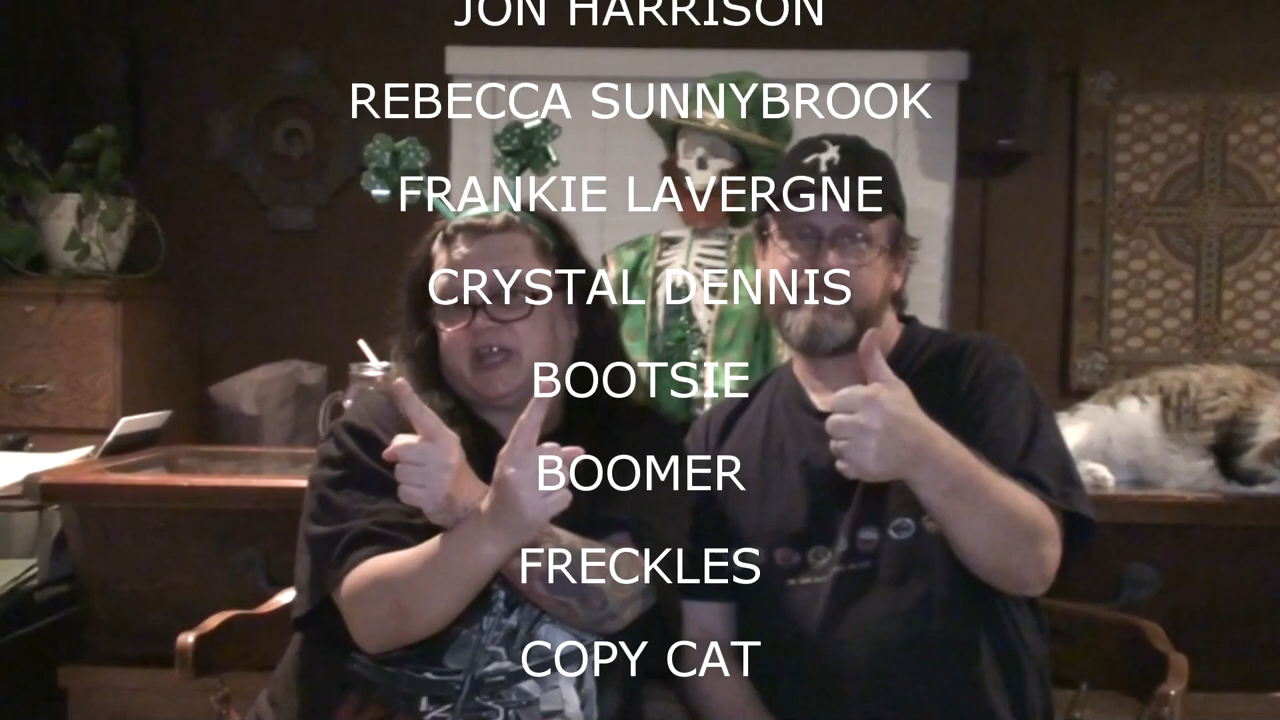 JON HARRISON
REBECCA SUNNYBROOK
FRANKIE LAVERGNE
CRYSTAL DENNIS
BOOTSIE
BOOMER
FRECKLES
COPY CAT